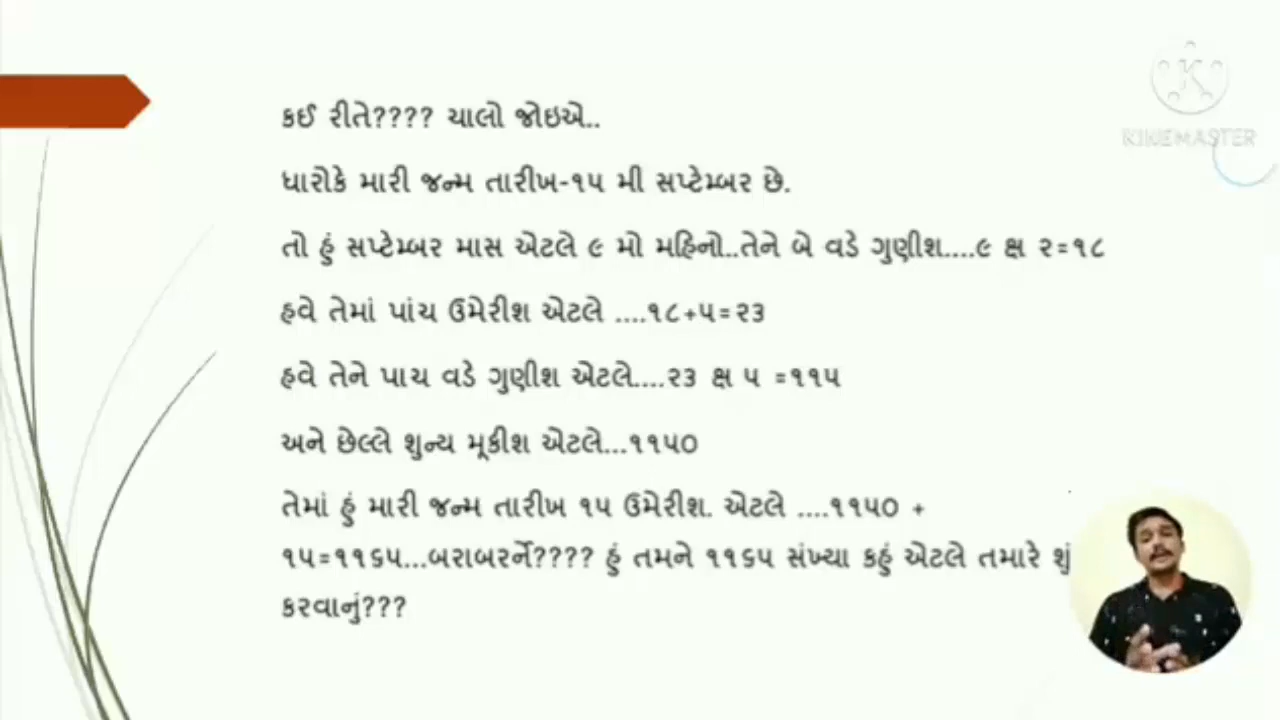 કઈ રીતે???? ચાલો જોઇએ..
ધારોકે મારી જન્મ તારીખ-૧૫ મી સપ્ટેમ્બર છે.
તો હું સપ્ટેમ્બર માસ એટલે ૯ મો મહિનો..તેને બે વડે ગુણીશ....૯ ક્ષ ૨=૧૮
હવે તેમાં પાંચ ઉમેરીશ એટલે ....૧૮+૫=૨૩
હવે તેને પાચ વડે ગુણીશ એટલે....૨૩ ક્ષ ૫ =૧૧૫
અને છેલ્લે શુન્ય મૂકીશ એટલે...૧૧૫૦
તેમાં હું મારી જન્મ તારીખ ૧૫ ઉમેરીશ. એટલે ....૧૧૫૦ +
૧૫=૧૧૬૫...બરાબરર્ને???? હું તમને ૧૧૬૫ સંખ્યા કહું એટલે તમારે શું
કરવાનું???
KINEMASTER